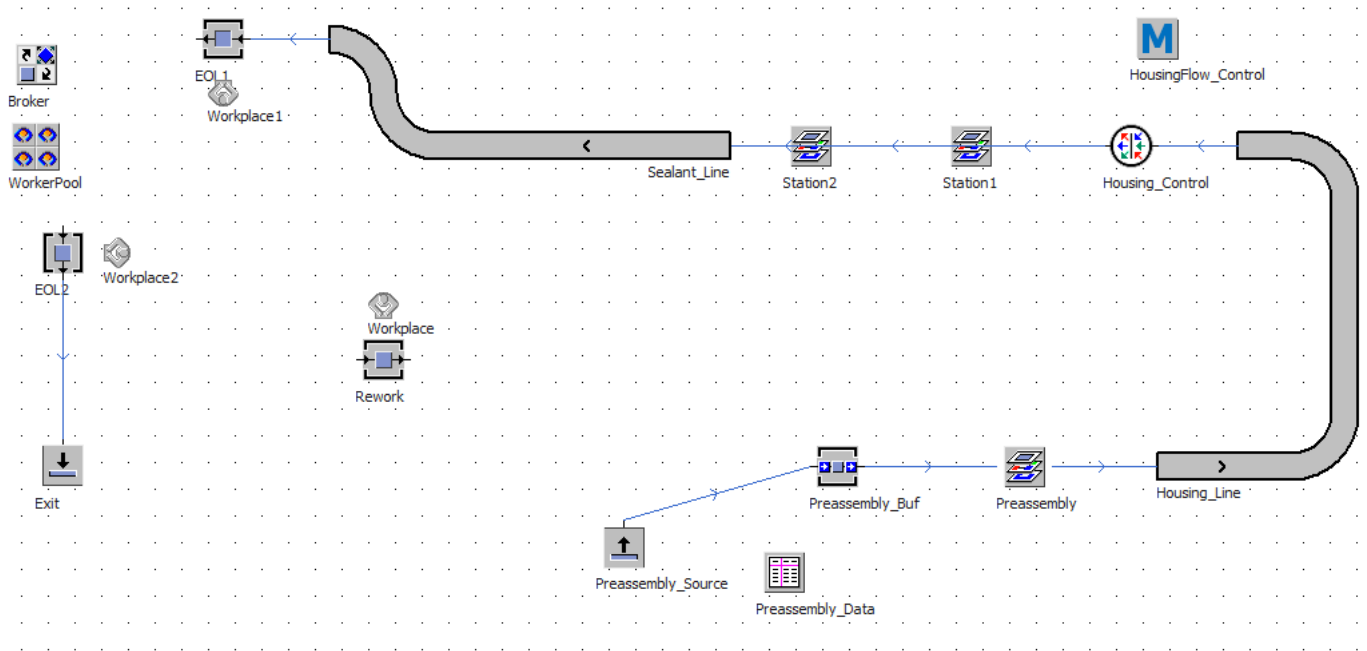 EOL1
HousingFlow_Control
Broker
Workplace1
WorkerPool
Sealant_Line
Station2
Station1
Housing_Control
Workplace2
EOL2
Workplace
Rework
Exit
Preassembly_Buf
Preassembly
Housing_Line
Preassembly_Source
Preassembly_Data